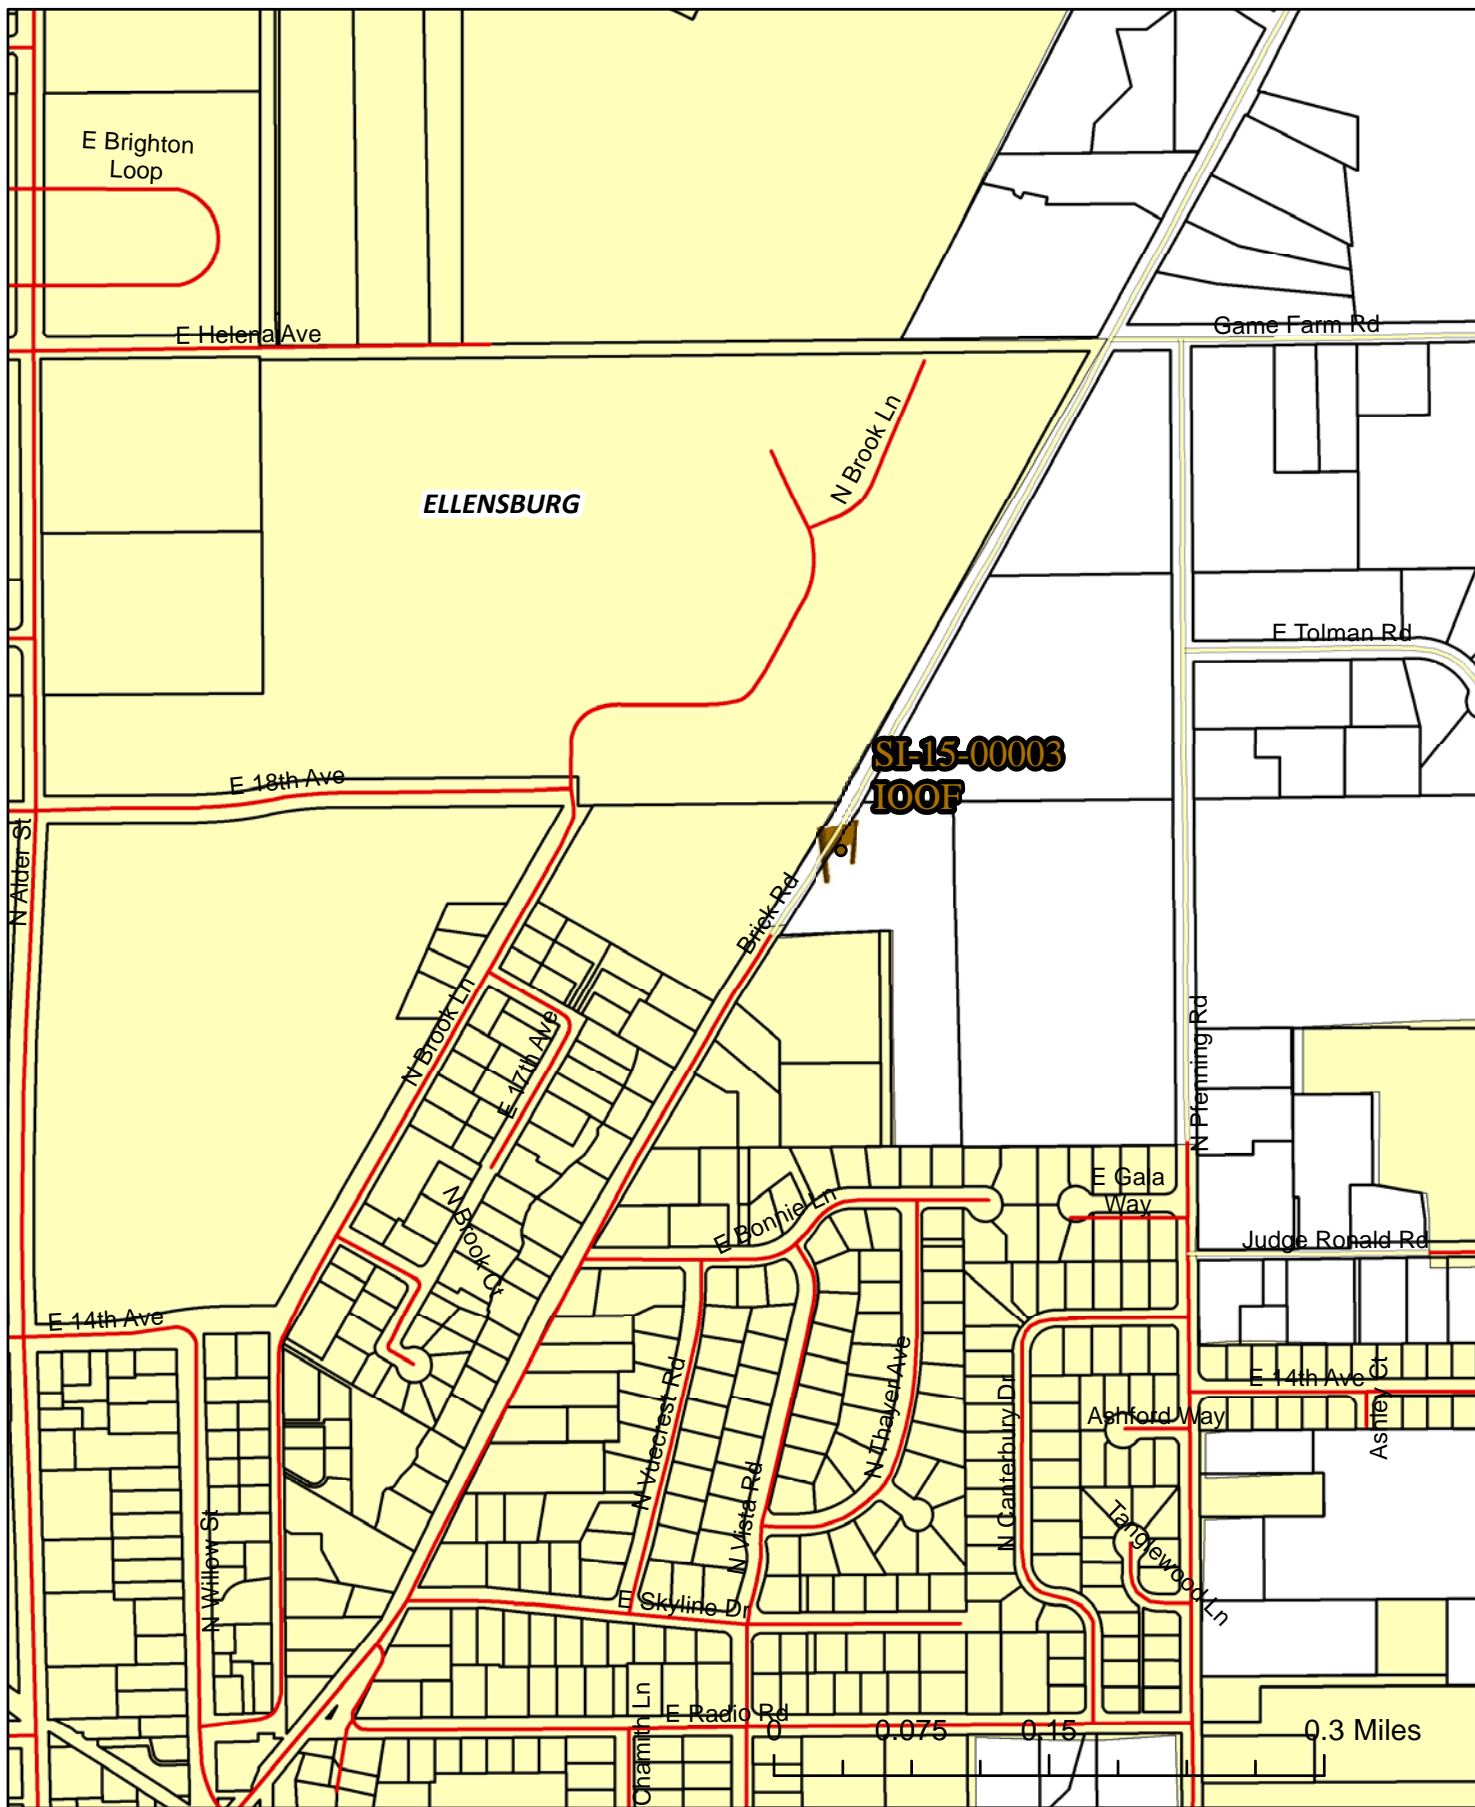 E Brighton
Loop
E Helena Ave
Game Farm Rd
N Brook Ln
ELLENSBURG
E Tolman Rd
SI-15-00003
IOOF
E 18th Ave
N Alder St
Brick Rd
N Brook Ln
E 17th Ave
N Pfenning Rd
E Gala
Way
N Brook Ct
E Bonnie Ln
Judge Ronald Rd
E 14th Ave
N Vuecrest Rd
N Thayer Ave
N Canterbury Dr
E 14th Ave
Ashley Ct
Ashford Way
N Vista Rd
Tanglewood Ln
N Willow St
E Skyline Dr
Chamith Ln
E Radio Rd
0 0.075 0.15 0.3 Miles